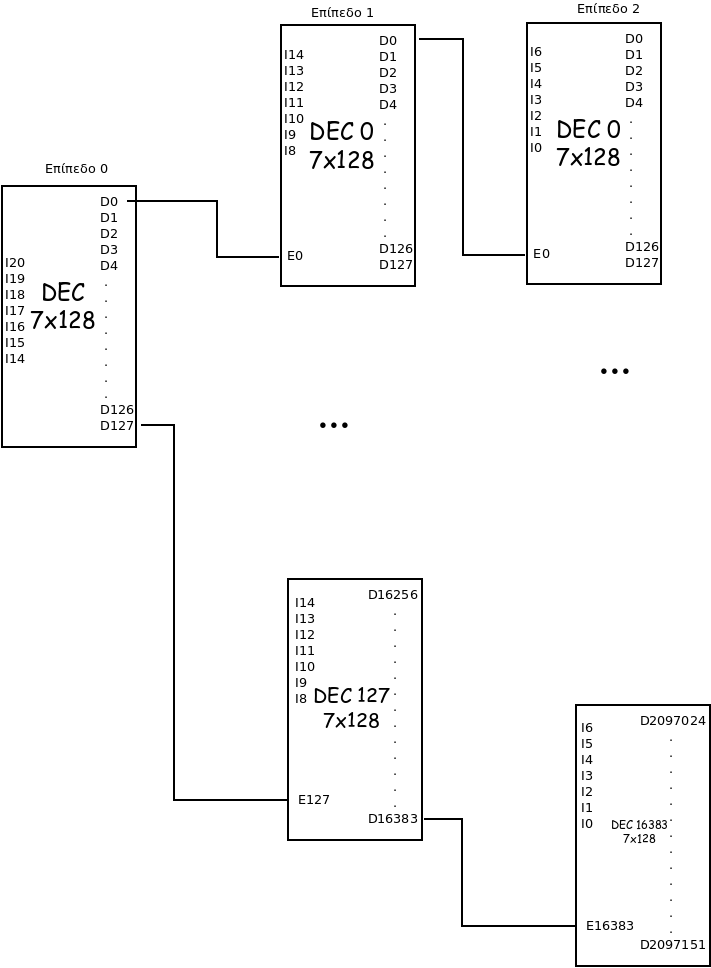 Επίπεδο 0
D0
D1
D2
D3
D4
.
.
.
.
.
.
.
.
D126
D127
I20
I19
I18
I17
I16
I15
I14
DEC
7x128
Επίπεδο 1
D0
D1
D2
D3
D4
.
.
.
.
.
.
.
.
D126
D127
I14
I13
I12
I11
I10
I9
I8
DEC 0
7x128
E0
Επίπεδο 2
D0
D1
D2
D3
D4
.
.
.
.
.
.
.
.
D126
D127
I6
I5
I4
I3
I2
I1
I0
DEC 0
7x128
E0
...
...
D16256
.
.
.
.
.
.
.
.
.
.
.
.
.
D16383
I14
I13
I12
I11
I10
I9
I8
DEC 127
7x128
E127
D2097024
.
.
.
.
.
.
.
.
.
.
.
.
.
D2097151
I6
I5
I4
I3
I2
I1
I0
DEC 16383
7x128
E16383